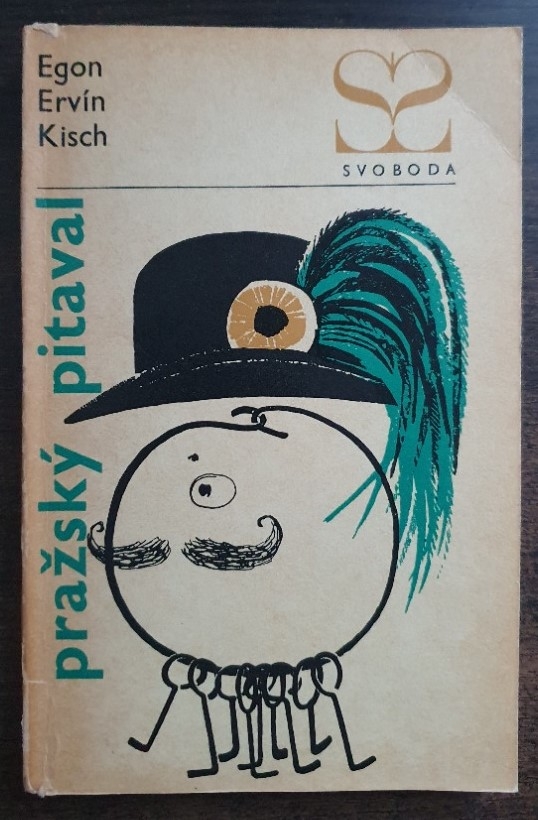 Egon
Ervín
Kisch
SVOBODA
pražský pitaval